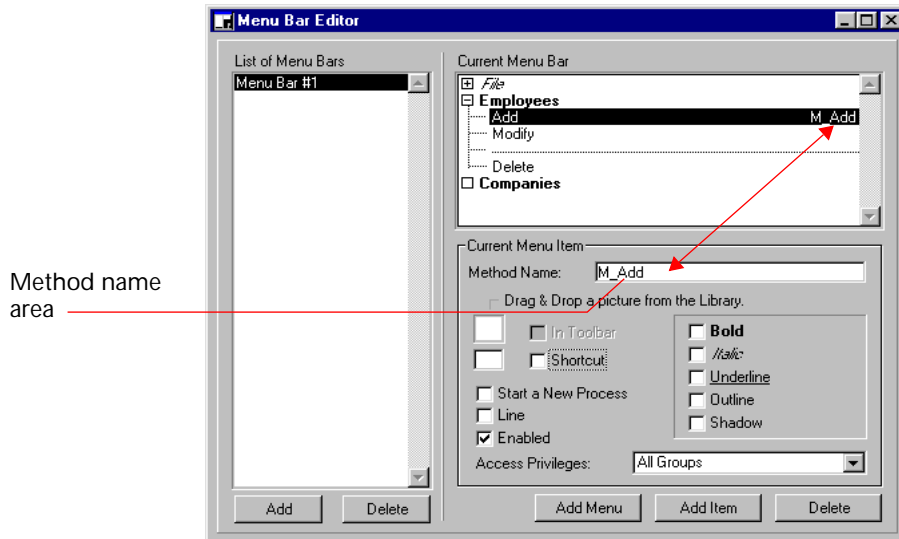 Menu Bar Editor
List of Menu Bars
Menu Bar #1
Add
Delete
Current Menu Bar
File
Employees
Add M_Add
Modify
Delete
Companies
Current Menu Item
Method Name: M_Add
Drag & Drop a picture from the Library.
In Toolbar
Shortcut
Start a New Process
Line
Enabled
Bold
Italic
Underline
Outline
Shadow
Access Privileges: All Groups
Add Menu Add Item Delete
Method name
area